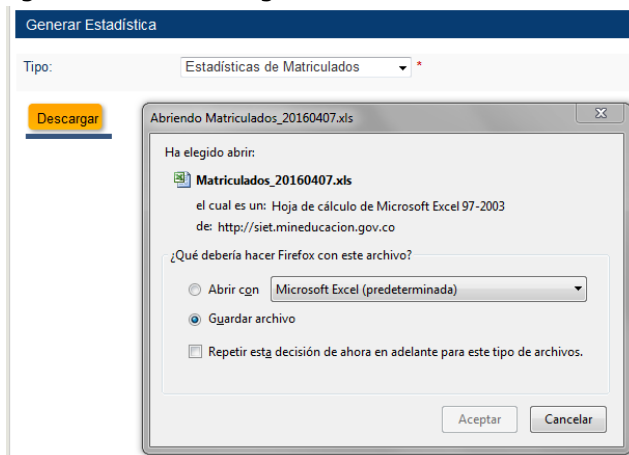 Generar Estadística
Tipo: Estadísticas de Matriculados *
Descargar
Abriendo Matriculados_20160407.xls
Ha elegido abrir:
Matriculados_20160407.xls
el cual es un: Hoja de cálculo de Microsoft Excel 97-2003
de: http://siet.mineducacion.gov.co
¿Qué debería hacer Firefox con este archivo?
Abrir con Microsoft Excel (predeterminada)
Guardar archivo
Repetir esta decisión de ahora en adelante para este tipo de archivos.
Aceptar Cancelar